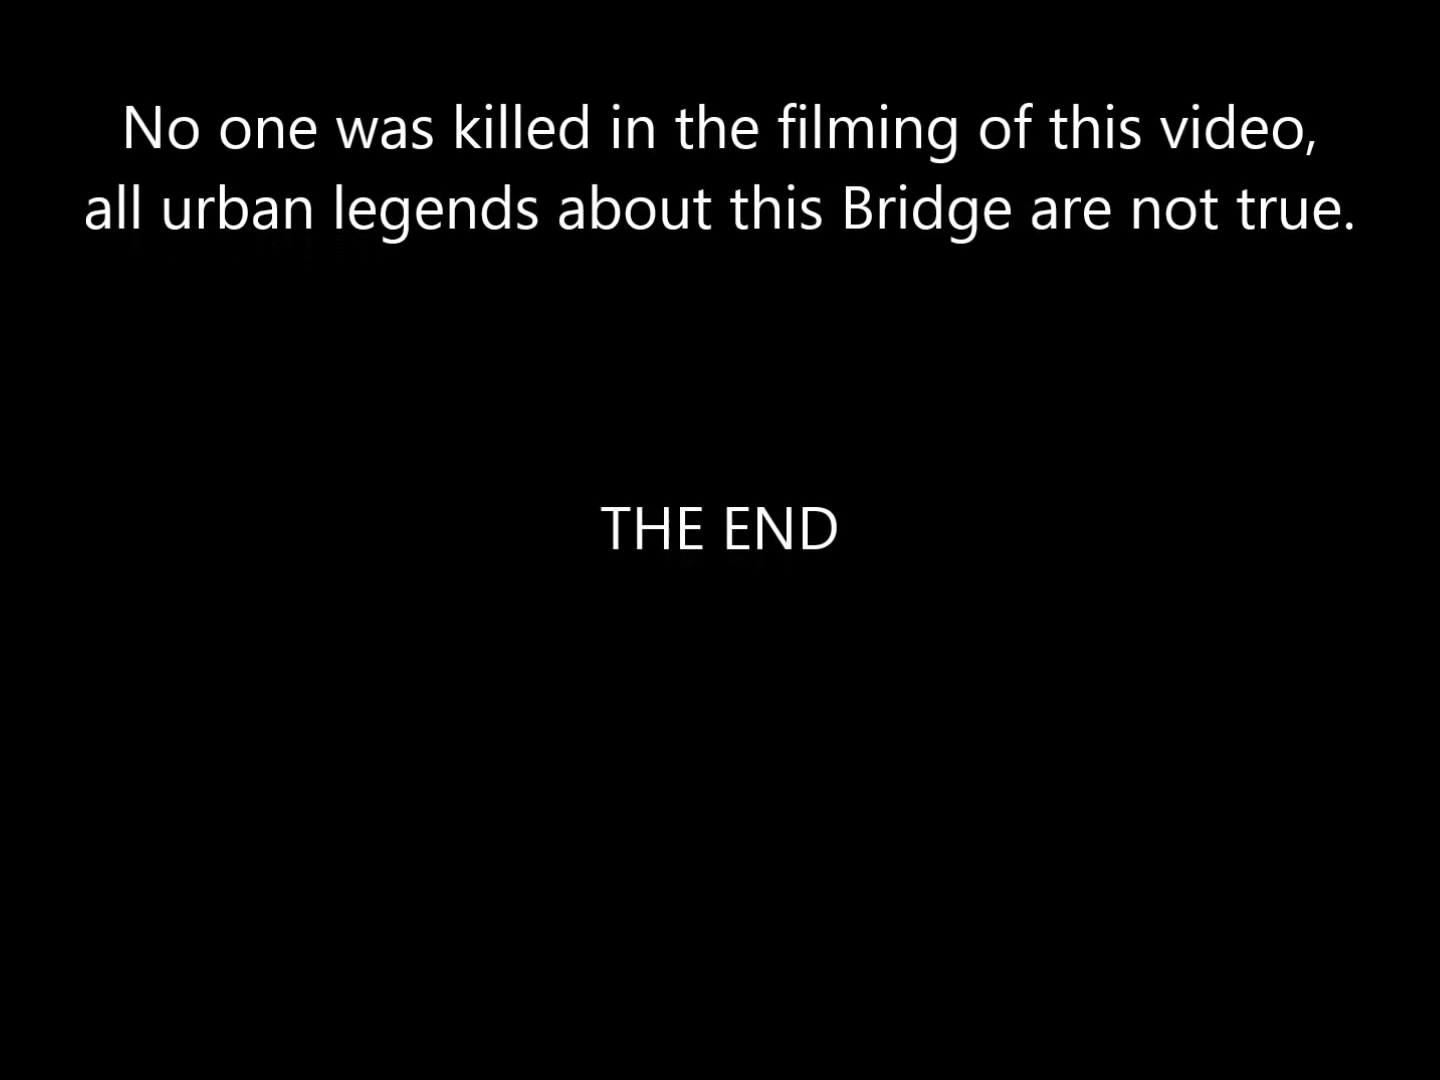 No one was killed in the filming of this video,
all urban legends about this Bridge are not true.
THE END